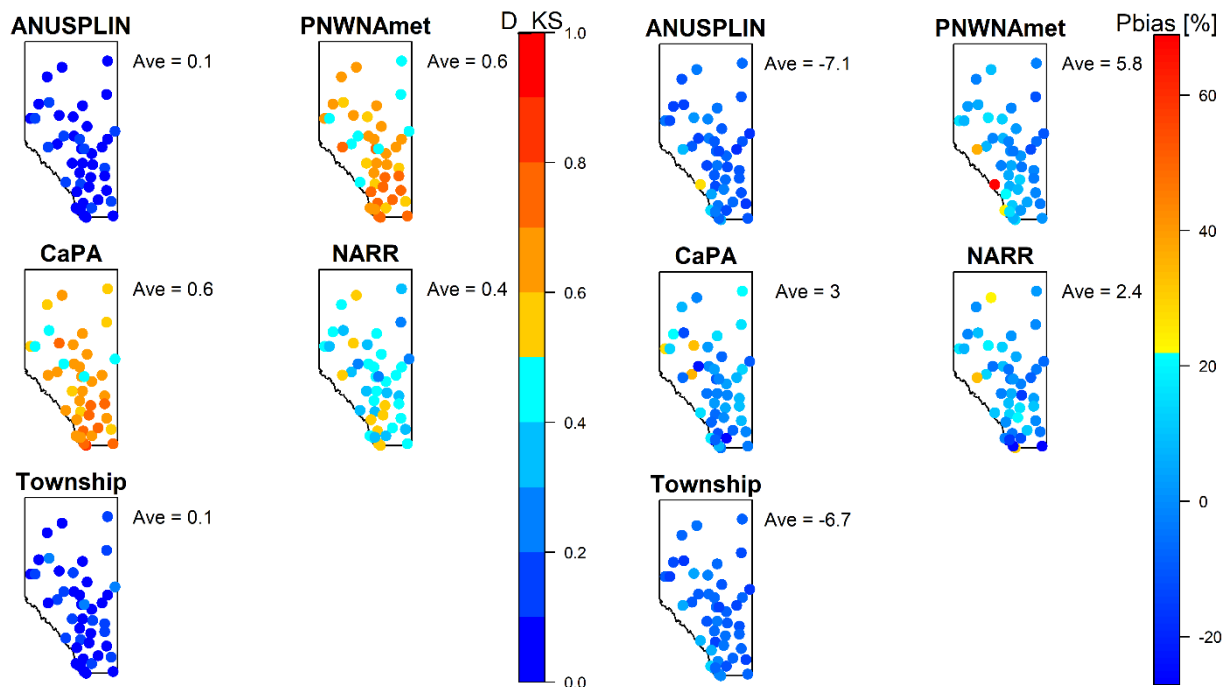 ANUSPLIN
Ave = 0.1
PNWNAmet
Ave = 0.6
CaPA
Ave = 0.6
NARR
Ave = 0.4
Township
Ave = 0.1
D_KS
1.0
0.8
0.6
0.4
0.2
0.0
ANUSPLIN
Ave = -7.1
PNWNAmet
Ave = 5.8
CaPA
Ave = 3
NARR
Ave = 2.4
Township
Ave = -6.7
Pbias [%]
60
40
20
0
-20